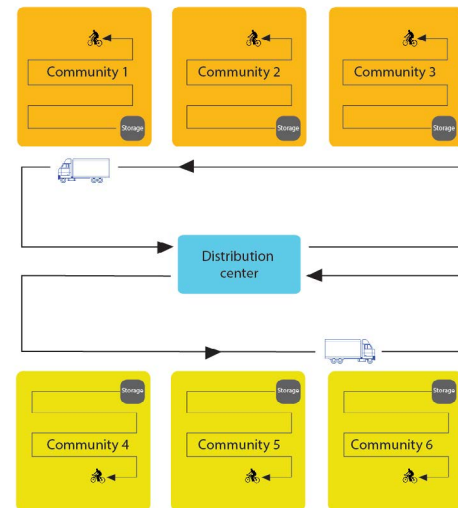 Community 1
Community 2
Community 3
Storage
Storage
Storage
Distribution
center
Storage
Storage
Storage
Community 4
Community 5
Community 6